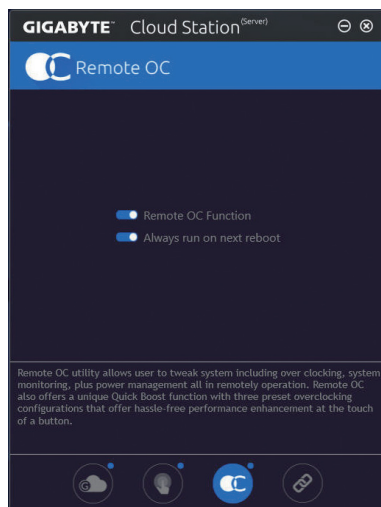 GIGABYTE™ Cloud Station(Server)
Remote OC
Remote OC Function
Always run on next reboot
Remote OC utility allows user to tweak system including over clocking, system
monitoring, plus power management all in remotely operation. Remote OC
also offers a unique Quick Boost function with three preset overclocking
configurations that offer hassle-free performance enhancement at the touch
of a button.